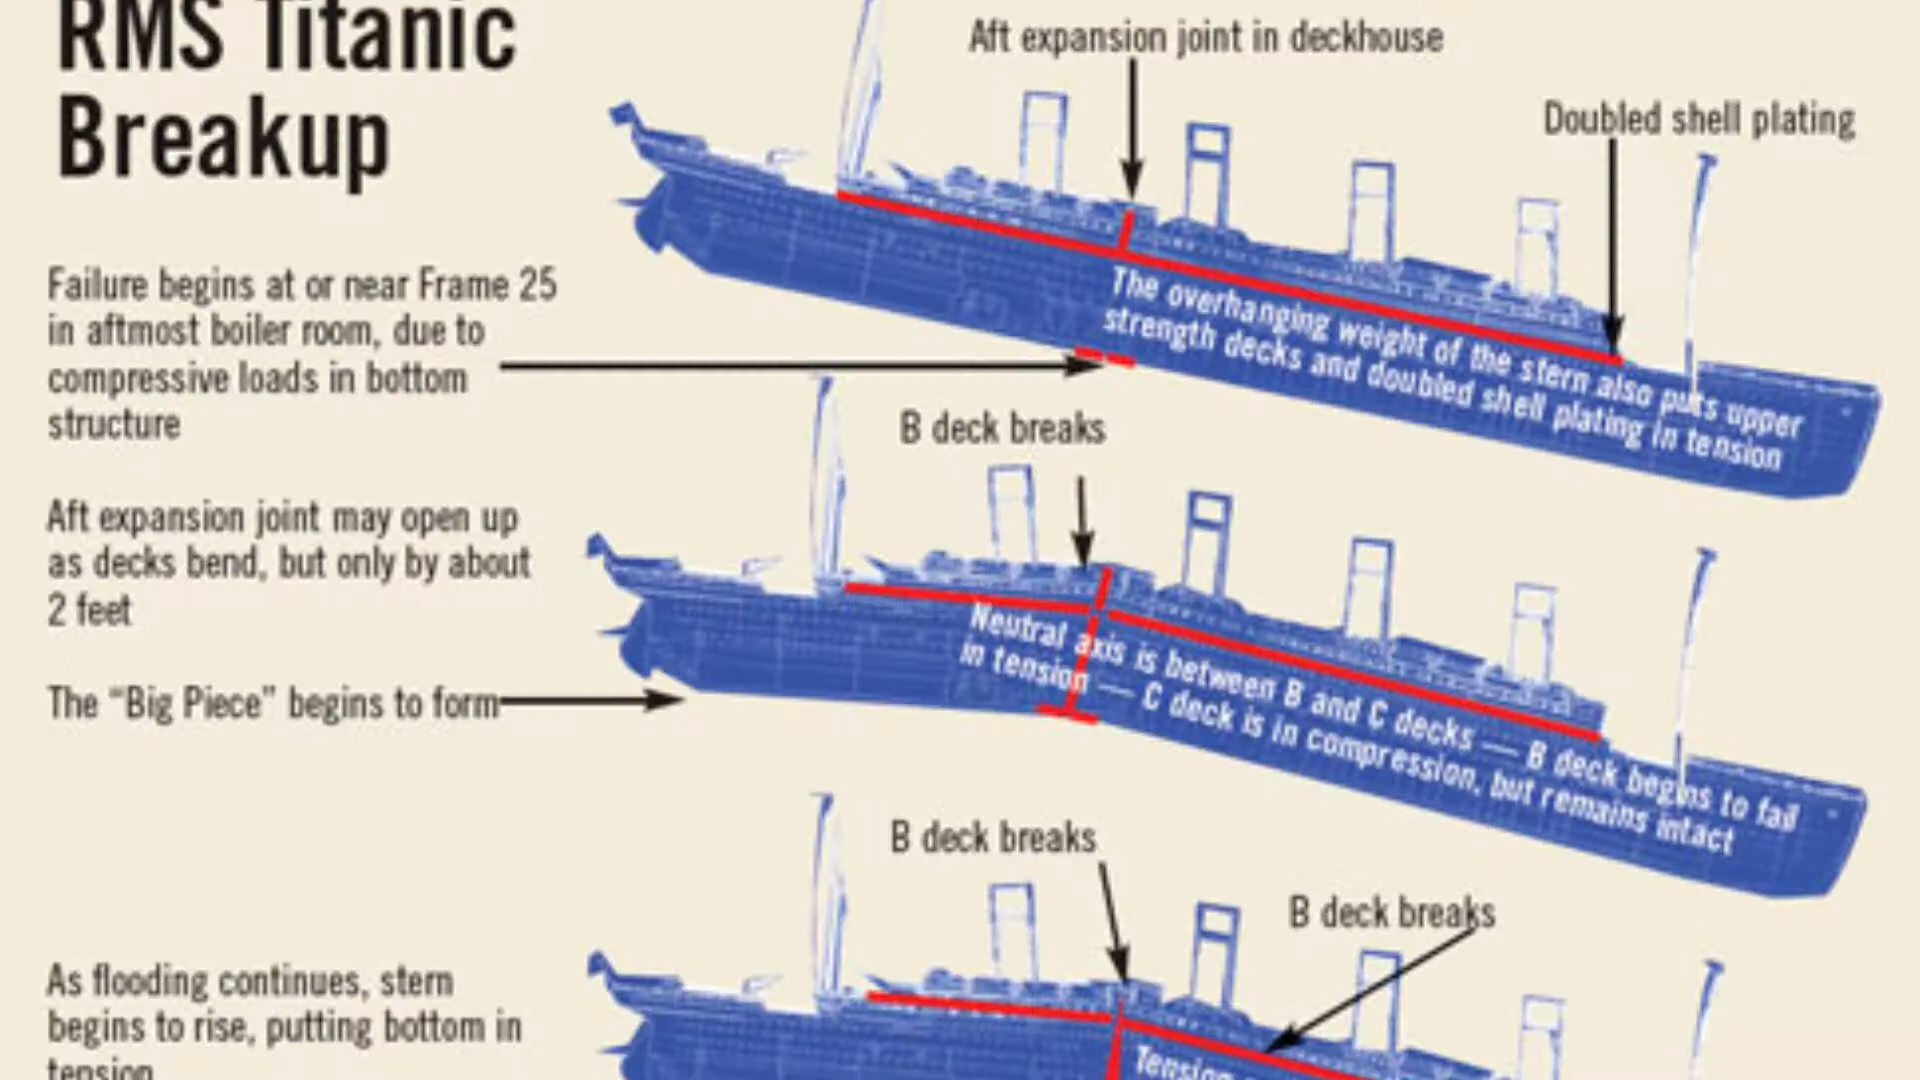 RMS Titanic
Breakup
Aft expansion joint in deckhouse
Doubled shell plating
Failure begins at or near Frame 25
in aftmost boiler room, due to
compressive loads in bottom
structure
The overhanging weight of the stern also puts upper
strength decks and doubled shell plating in tension
B deck breaks
Aft expansion joint may open up
as decks bend, but only by about
2 feet
Neutral axis is between B and C decks — B deck begins to fail
in tension — C deck is in compression, but remains intact
The “Big Piece” begins to form
B deck breaks
B deck breaks
As flooding continues, stern
begins to rise, putting bottom in
tension
Tension